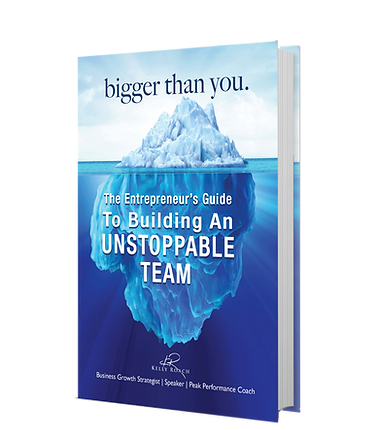 bigger than you.
The Entrepreneur's Guide
To Building An
UNSTOPPABLE
TEAM
KR
KELLY ROACH
Business Growth Strategist | Speaker | Peak Performance Coach